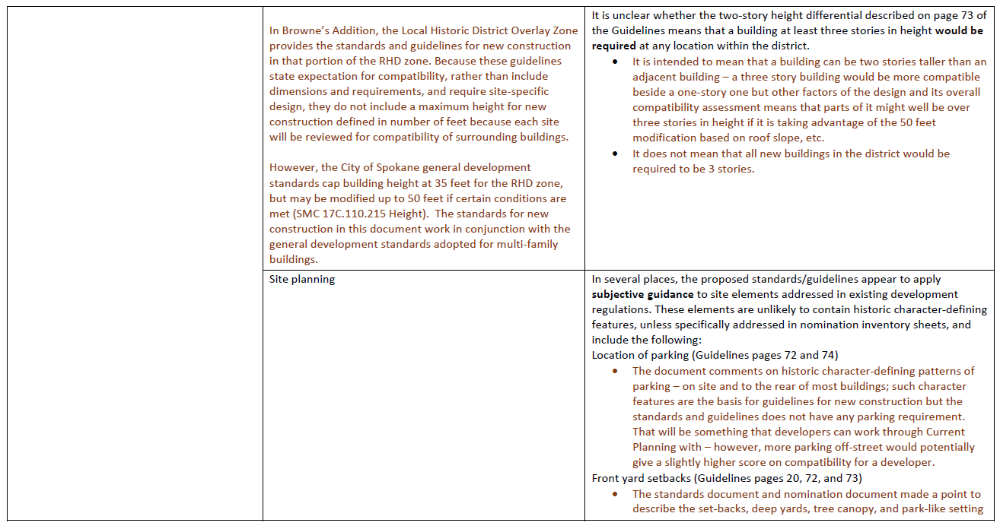 In Browne's Addition, the Local Historic District Overlay Zone
provides the standards and guidelines for new construction
in that portion of the RHD zone. Because these guidelines
state expectation for compatibility, rather than include
dimensions and requirements, and require site-specific
design, they do not include a maximum height for new
construction defined in number of feet because each site
will be reviewed for compatibility of surrounding buildings.
However, the City of Spokane general development
standards cap building height at 35 feet for the RHD zone,
but may be modified up to 50 feet if certain conditions are
met (SMC 17C.110.215 Height).  The standards for new
construction in this document work in conjunction with the
general development standards adopted for multi-family
buildings.
It is unclear whether the two-story height differential described on page 73 of
the Guidelines means that a building at least three stories in height would be
required at any location within the district.
• It is intended to mean that a building can be two stories taller than an
adjacent building – a three story building would be more compatible
beside a one-story one but other factors of the design and its overall
compatibility assessment means that parts of it might well be over
three stories in height if it is taking advantage of the 50 feet
modification based on roof slope, etc.
• It does not mean that all new buildings in the district would be
required to be 3 stories.
Site planning
In several places, the proposed standards/guidelines appear to apply
subjective guidance to site elements addressed in existing development
regulations. These elements are unlikely to contain historic character-defining
features, unless specifically addressed in nomination inventory sheets, and
include the following:
Location of parking (Guidelines pages 72 and 74)
• The document comments on historic character-defining patterns of
parking – on site and to the rear of most buildings; such character
features are the basis for guidelines for new construction but the
standards and guidelines does not have any parking requirement.
That will be something that developers can work through Current
Planning with – however, more parking off-street would potentially
give a slightly higher score on compatibility for a developer.
Front yard setbacks (Guidelines pages 20, 72, and 73)
• The standards document and nomination document made a point to
describe the set-backs, deep yards, tree canopy, and park-like setting